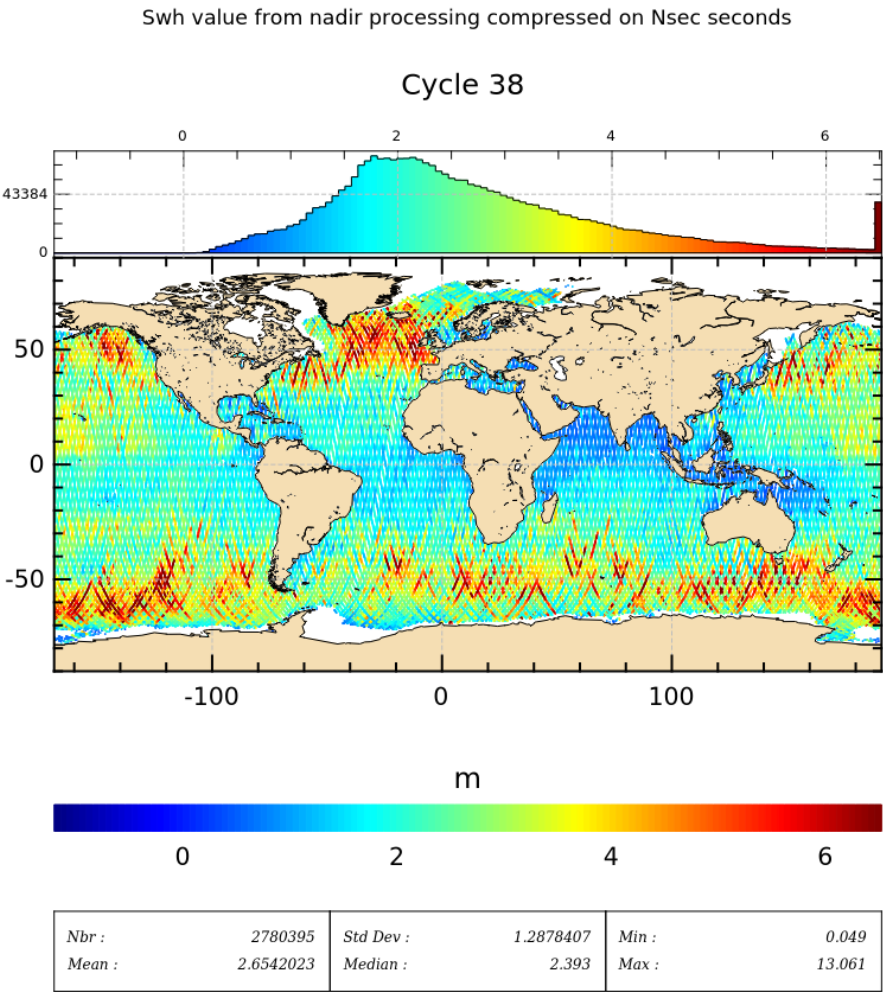 Swh value from nadir processing compressed on Nsec seconds
Cycle 38
0 2 4 6
43384
0
50
0
-50
-100 0 100
m
0 2 4 6
Nbr : 2780395 Std Dev : 1.2878407 Min : 0.049
Mean : 2.6542023 Median : 2.393 Max : 13.061